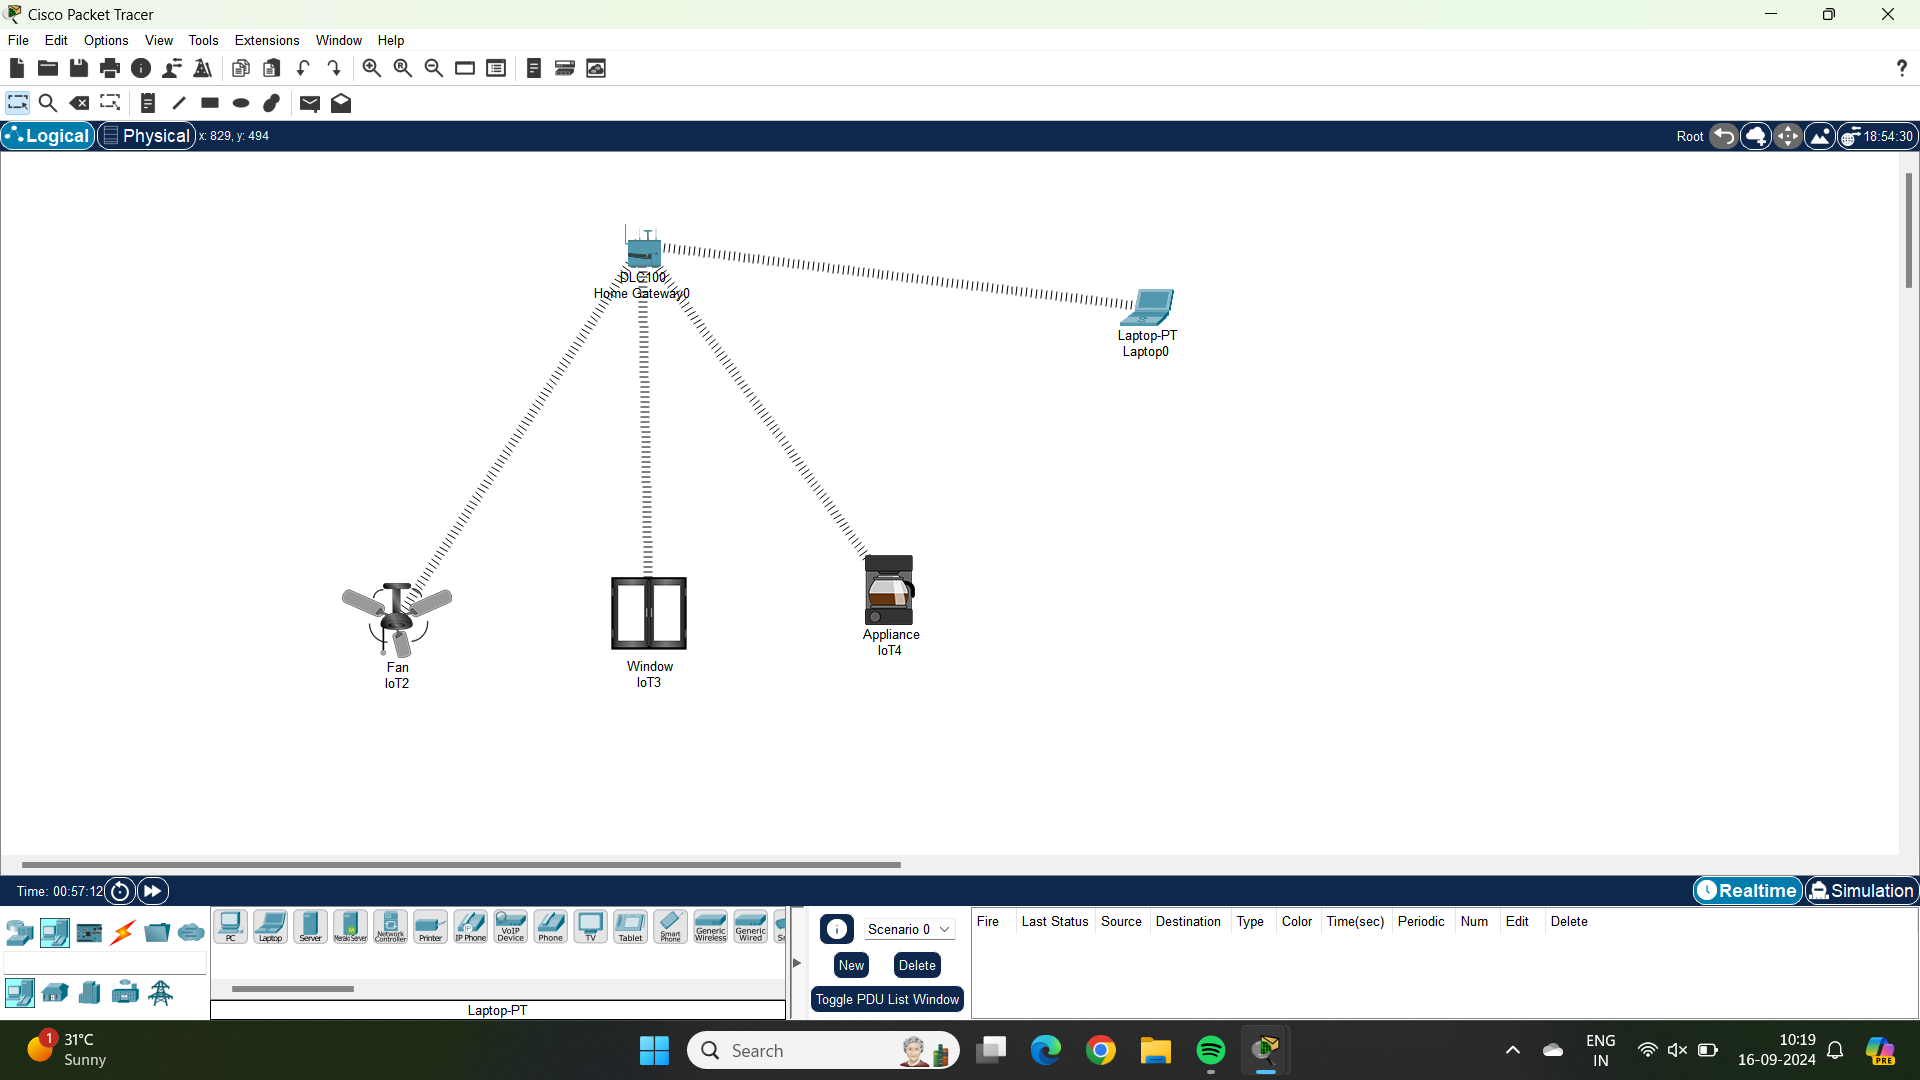 Cisco Packet Tracer
File Edit Options View Tools Extensions Window Help
?
Logical Physical x: 829, y: 494 Root 18:54:30
DLC100
Home Gateway0
Laptop-PT
Laptop0
Fan
IoT2
Window
IoT3
Appliance
IoT4
Time: 00:57:12 Realtime Simulation
PC Laptop Server Meraki Server Network Controller Printer IP Phone VoIP Device Phone TV Tablet Smart Phone Generic Wireless Generic Wired
Laptop-PT
Scenario 0
New Delete
Toggle PDU List Window
Fire Last Status Source Destination Type Color Time(sec) Periodic Num Edit Delete
1
31°C
Sunny
Search
ENG
IN
10:19
16-09-2024
PRE